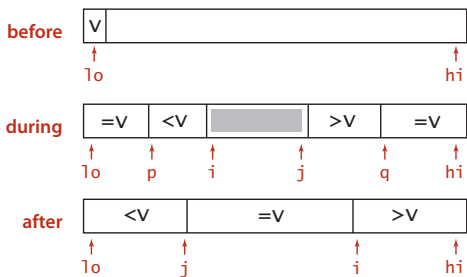 before v
lo hi
during =v <v >v =v
lo p i j q hi
after <v =v >v
lo j i hi